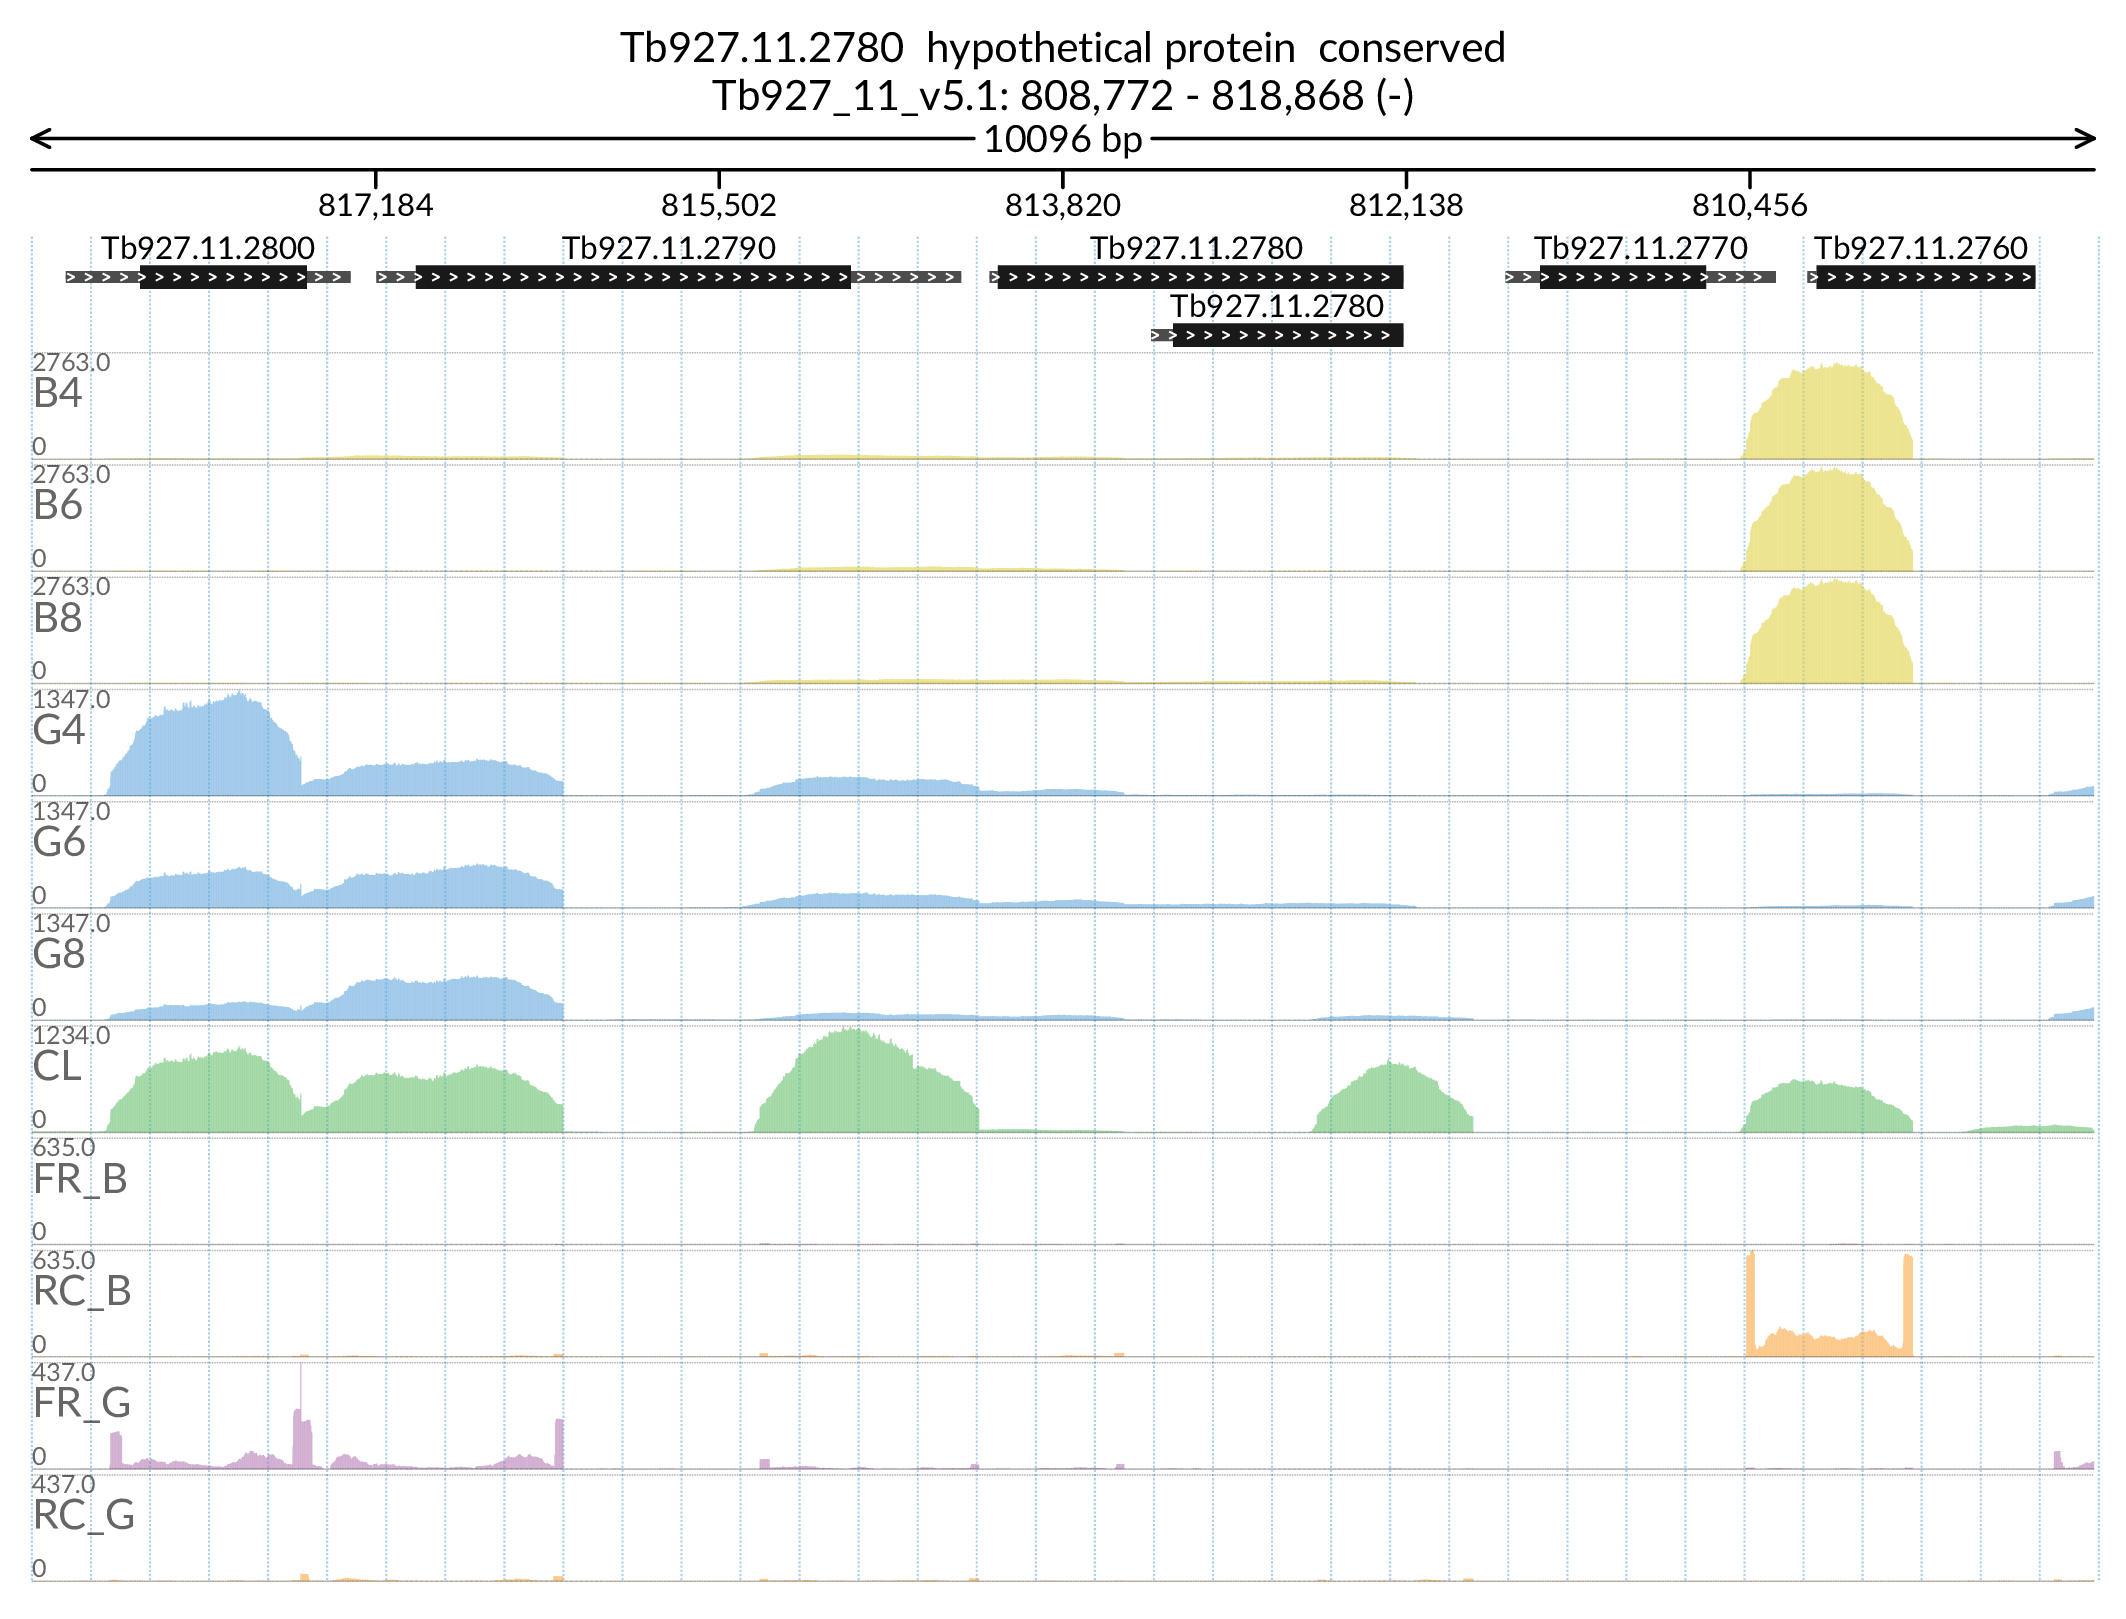 Tb927.11.2780  hypothetical protein  conserved
Tb927_11_v5.1: 808,772 - 818,868 (-)
10096 bp
817,184 815,502 813,820 812,138 810,456
Tb927.11.2800 Tb927.11.2790 Tb927.11.2780 Tb927.11.2770 Tb927.11.2760
Tb927.11.2780
2763.0
B4
0
2763.0
B6
0
2763.0
B8
0
1347.0
G4
0
1347.0
G6
0
1347.0
G8
0
1234.0
CL
0
635.0
FR_B
0
635.0
RC_B
0
437.0
FR_G
0
437.0
RC_G
0